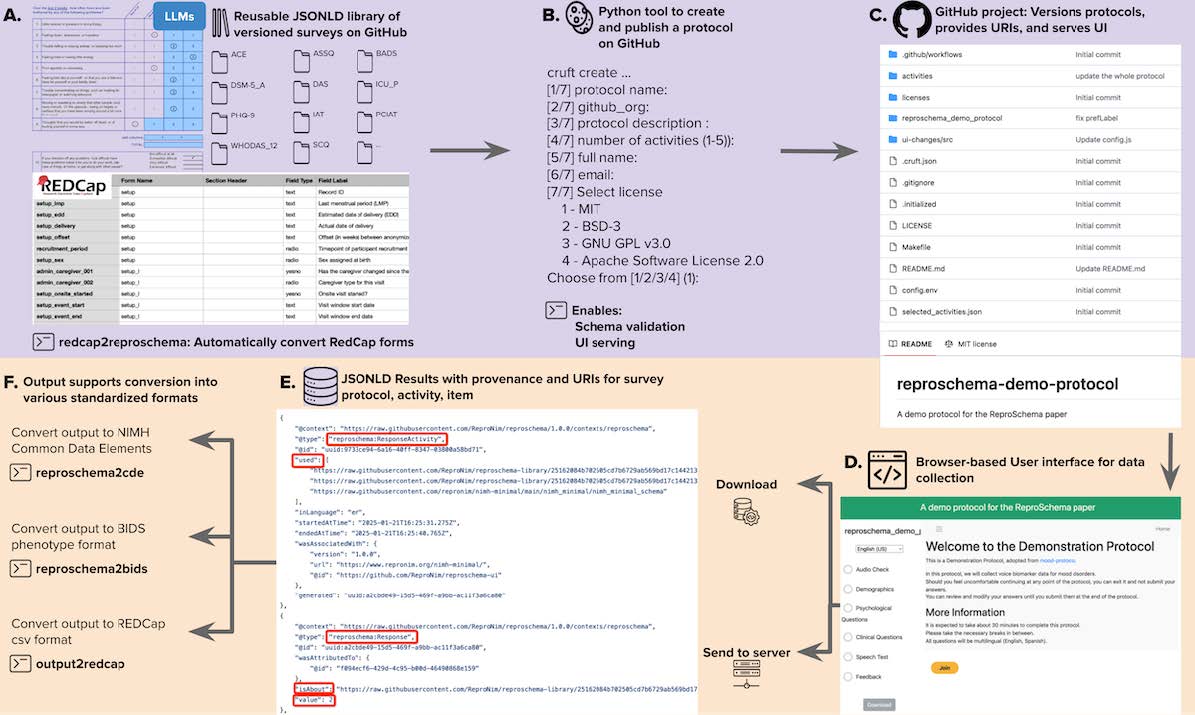 A.
LLMs
Reusable JSONLD library of
versioned surveys on GitHub
ACE
ASSQ
BADS
DSM-5_A
DAS
ICU_P
PHQ-9
IAT
PCIAT
WHODAS_12
SCQ
...
REDCap
Form Name Section Header Field Type Field Label
setup text Record ID
setup_lmp setup text Last menstrual period (LMP)
setup_edd setup text Estimated date of delivery (EDD)
setup_delivery setup text Actual date of delivery
setup_offset setup text Offset (in weeks) between anonymiz
recruitment_period setup radio Timepoint of participant recruitment
setup_sex setup radio Sex assigned at birth
admin_caregiver_001 setup_l yesno Has the caregiver changed since the
admin_caregiver_002 setup_l radio Caregiver type for this visit
setup_onsite_started setup_l yesno Onsite visit started?
setup_event_start setup_l text Visit window start date
setup_event_end setup_l text Visit window end date
redcap2reproschema: Automatically convert RedCap forms
B.
Python tool to create
and publish a protocol
on GitHub
cruft create ...
[1/7] protocol name:
[2/7] github_org:
[3/7] protocol description :
[4/7] number of activities (1-5)):
[5/7] full name:
[6/7] email:
[7/7] Select license
1 - MIT
2 - BSD-3
3 - GNU GPL v3.0
4 - Apache Software License 2.0
Choose from [1/2/3/4] (1):
Enables:
Schema validation
UI serving
C.
GitHub project: Versions protocols,
provides URIs, and serves UI
.github/workflows Initial commit
activities update the whole protocol
licenses Initial commit
reproschema_demo_protocol fix prefLabel
ui-changes/src Update config.js
.cruft.json Initial commit
.gitignore Initial commit
.initialized Initial commit
LICENSE Initial commit
Makefile Initial commit
README.md Update README.md
config.env Initial commit
selected_activities.json Initial commit
README MIT license
reproschema-demo-protocol
A demo protocol for the ReproSchema paper
D.
Browser-based User interface for data
collection
A demo protocol for the ReproSchema paper
reproschema_demo_p
Home
English (US)
Audio Check
Demographics
Psychological
Questions
Clinical Questions
Speech Test
Feedback
Download
Welcome to the Demonstration Protocol
This is a Demonstration Protocol, adopted from mood-protocol
In this protocol, we will collect voice biomarker data for mood disorders.
Should you feel uncomfortable continuing at any point of the protocol, you can exit it and not submit your
answers.
You can review and modify your answers until you submit them at the end of the protocol.
More Information
It is expected to take about 30 minutes to complete this protocol.
Please take the necessary breaks in between.
All questions will be multilingual (English, Spanish).
Join
Download
Send to server
E.
JSONLD Results with provenance and URIs for survey
protocol, activity, item
{
"@context": "https://raw.githubusercontent.com/ReproNim/reproschema/1.0.0/contexts/reproschema",
"@type": "reproschema:ResponseActivity",
"used": [
"https://raw.githubusercontent.com/ReproNim/reproschema-library/
"https://raw.githubusercontent.com/ReproNim/reproschema-library/
"https://raw.githubusercontent.com/repronim/nimh-minimal/main/nimh_minimal/nimh_minimal_schema"
],
"inLanguage":
"startedAtTime": "2025-01-21T16:25:31.275Z",
"endedAtTime": "2025-01-21T16:25:40.765Z",
"wasAssociatedWith": {
"version": "1.0.0",
"url": "https://www.repronim.org/nimh-minimal/",
"@id": "https://github.com/ReproNim/reproschema-ui"
},
"generated": "uuid:a2cbde49-15d5-469f-a9bb-ac11f3a6ca80"
},
{
"@context": "https://raw.githubusercontent.com/ReproNim/reproschema/1.0.0/contexts/reproschema",
"@type": "reproschema:Response",
"@id": "uuid:a2cbde49-15d5-469f-a9bb-ac11f3a6ca80",
"wasAttributedTo": {
"@id": "f094ecf6-429d-4c95-b00d-46490868e159"
},
"isAbout": "https://raw.githubusercontent.com/ReproNim/reproschema-library/
"value": 2
},
F.
Output supports conversion into
various standardized formats
Convert output to NIMH
Common Data Elements
reproschema2cde
Convert output to BIDS
phenotype format
reproschema2bids
Convert output to REDCap
csv format
output2redcap